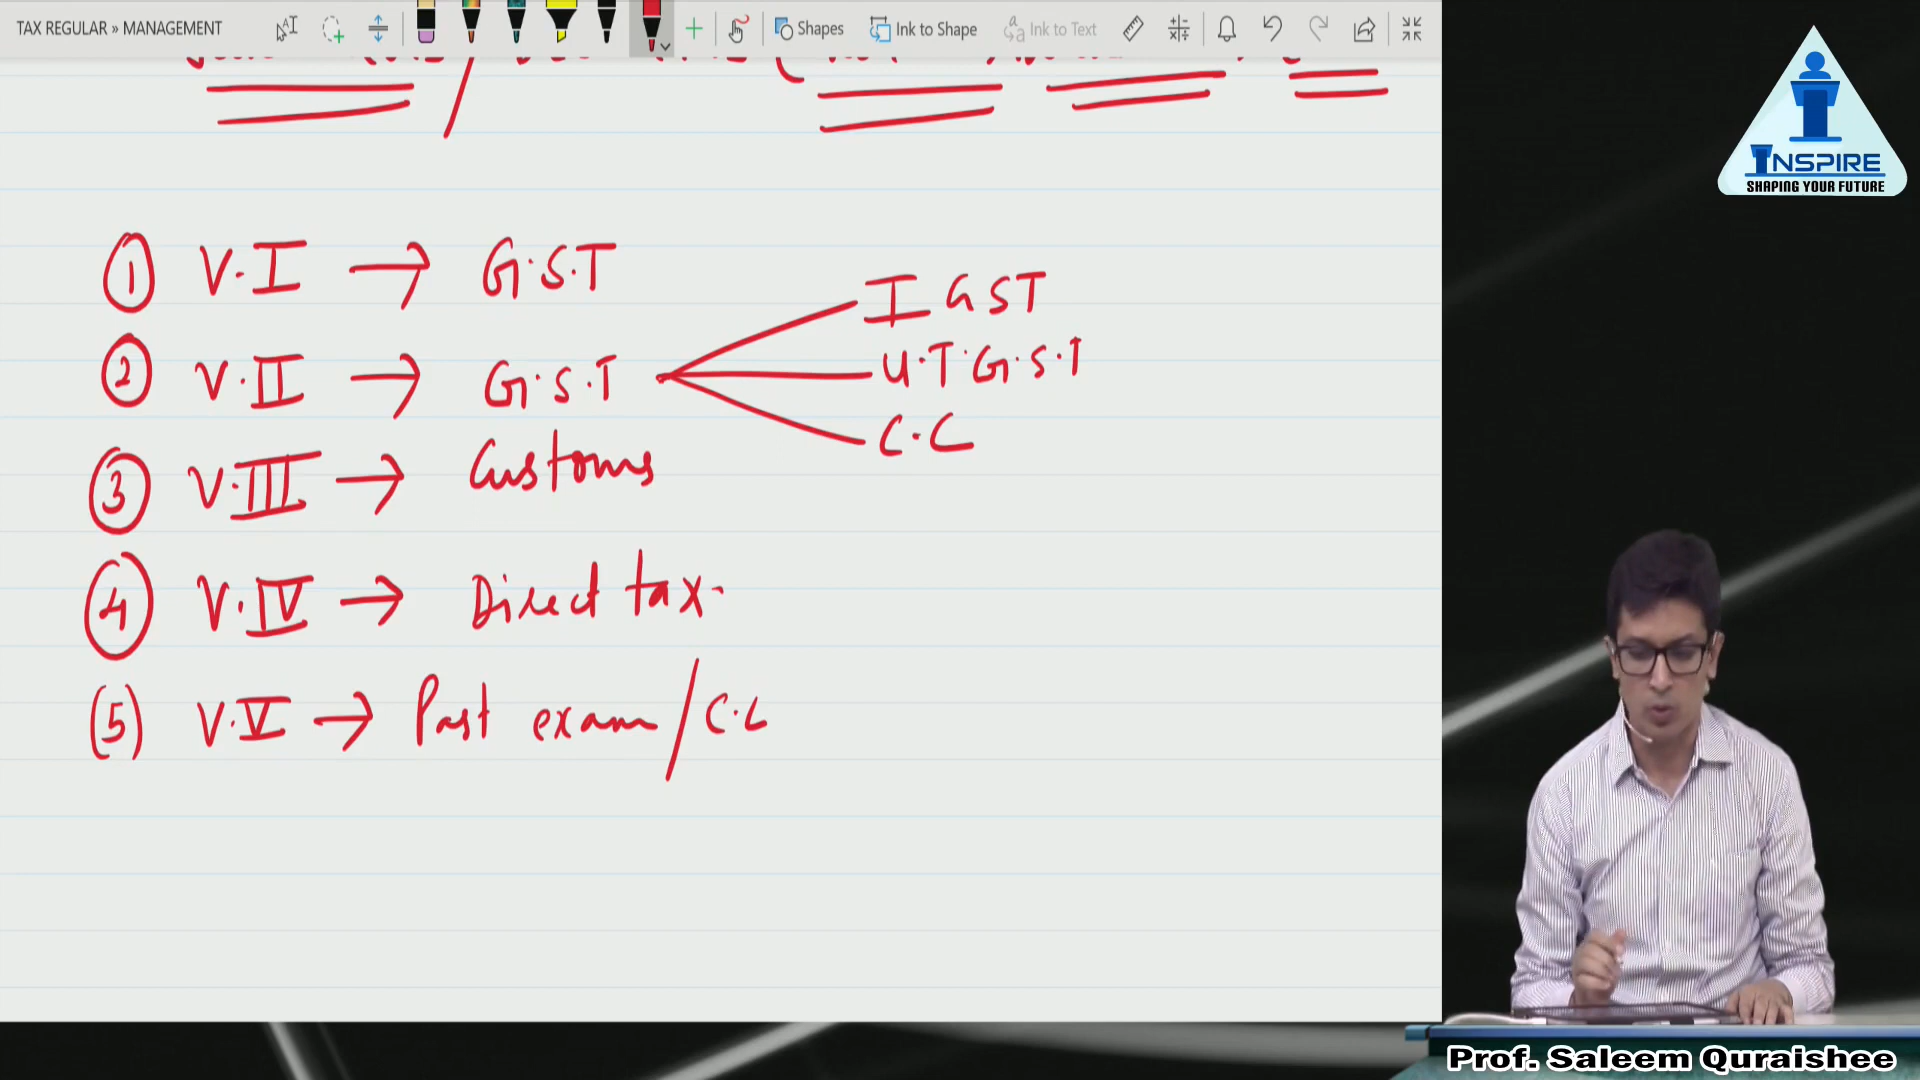 TAX REGULAR » MANAGEMENT
Shapes
Ink to Shape
Ink to Text
INSPIRE
SHAPING YOUR FUTURE
1 V.I → G.S.T
IGST
2 V.II → G.S.T
U.T.G.S.T
C.C
3 V.III → Customs
4 V.IV → Direct tax.
(5) V.V → Past exam / C.L
Prof. Saleem Quraishee